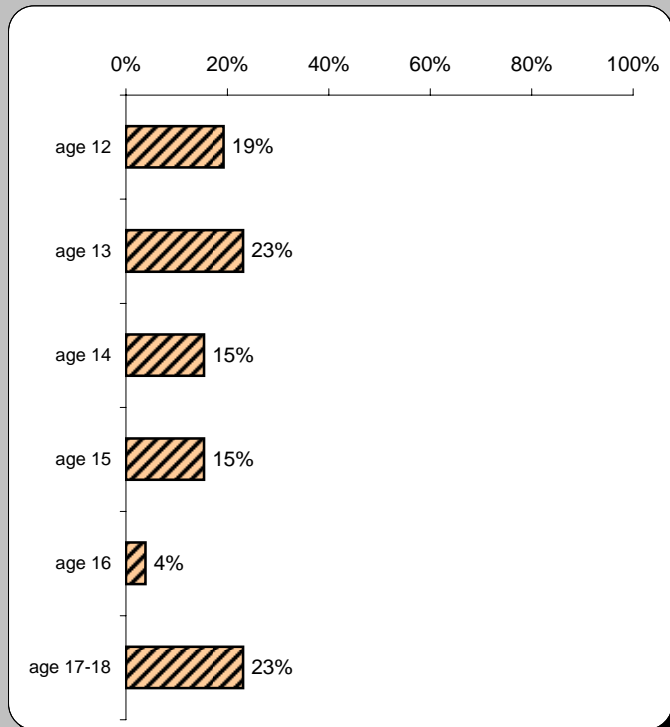 0% 20% 40% 60% 80% 100%
age 12 19%
age 13 23%
age 14 15%
age 15 15%
age 16 4%
age 17-18 23%